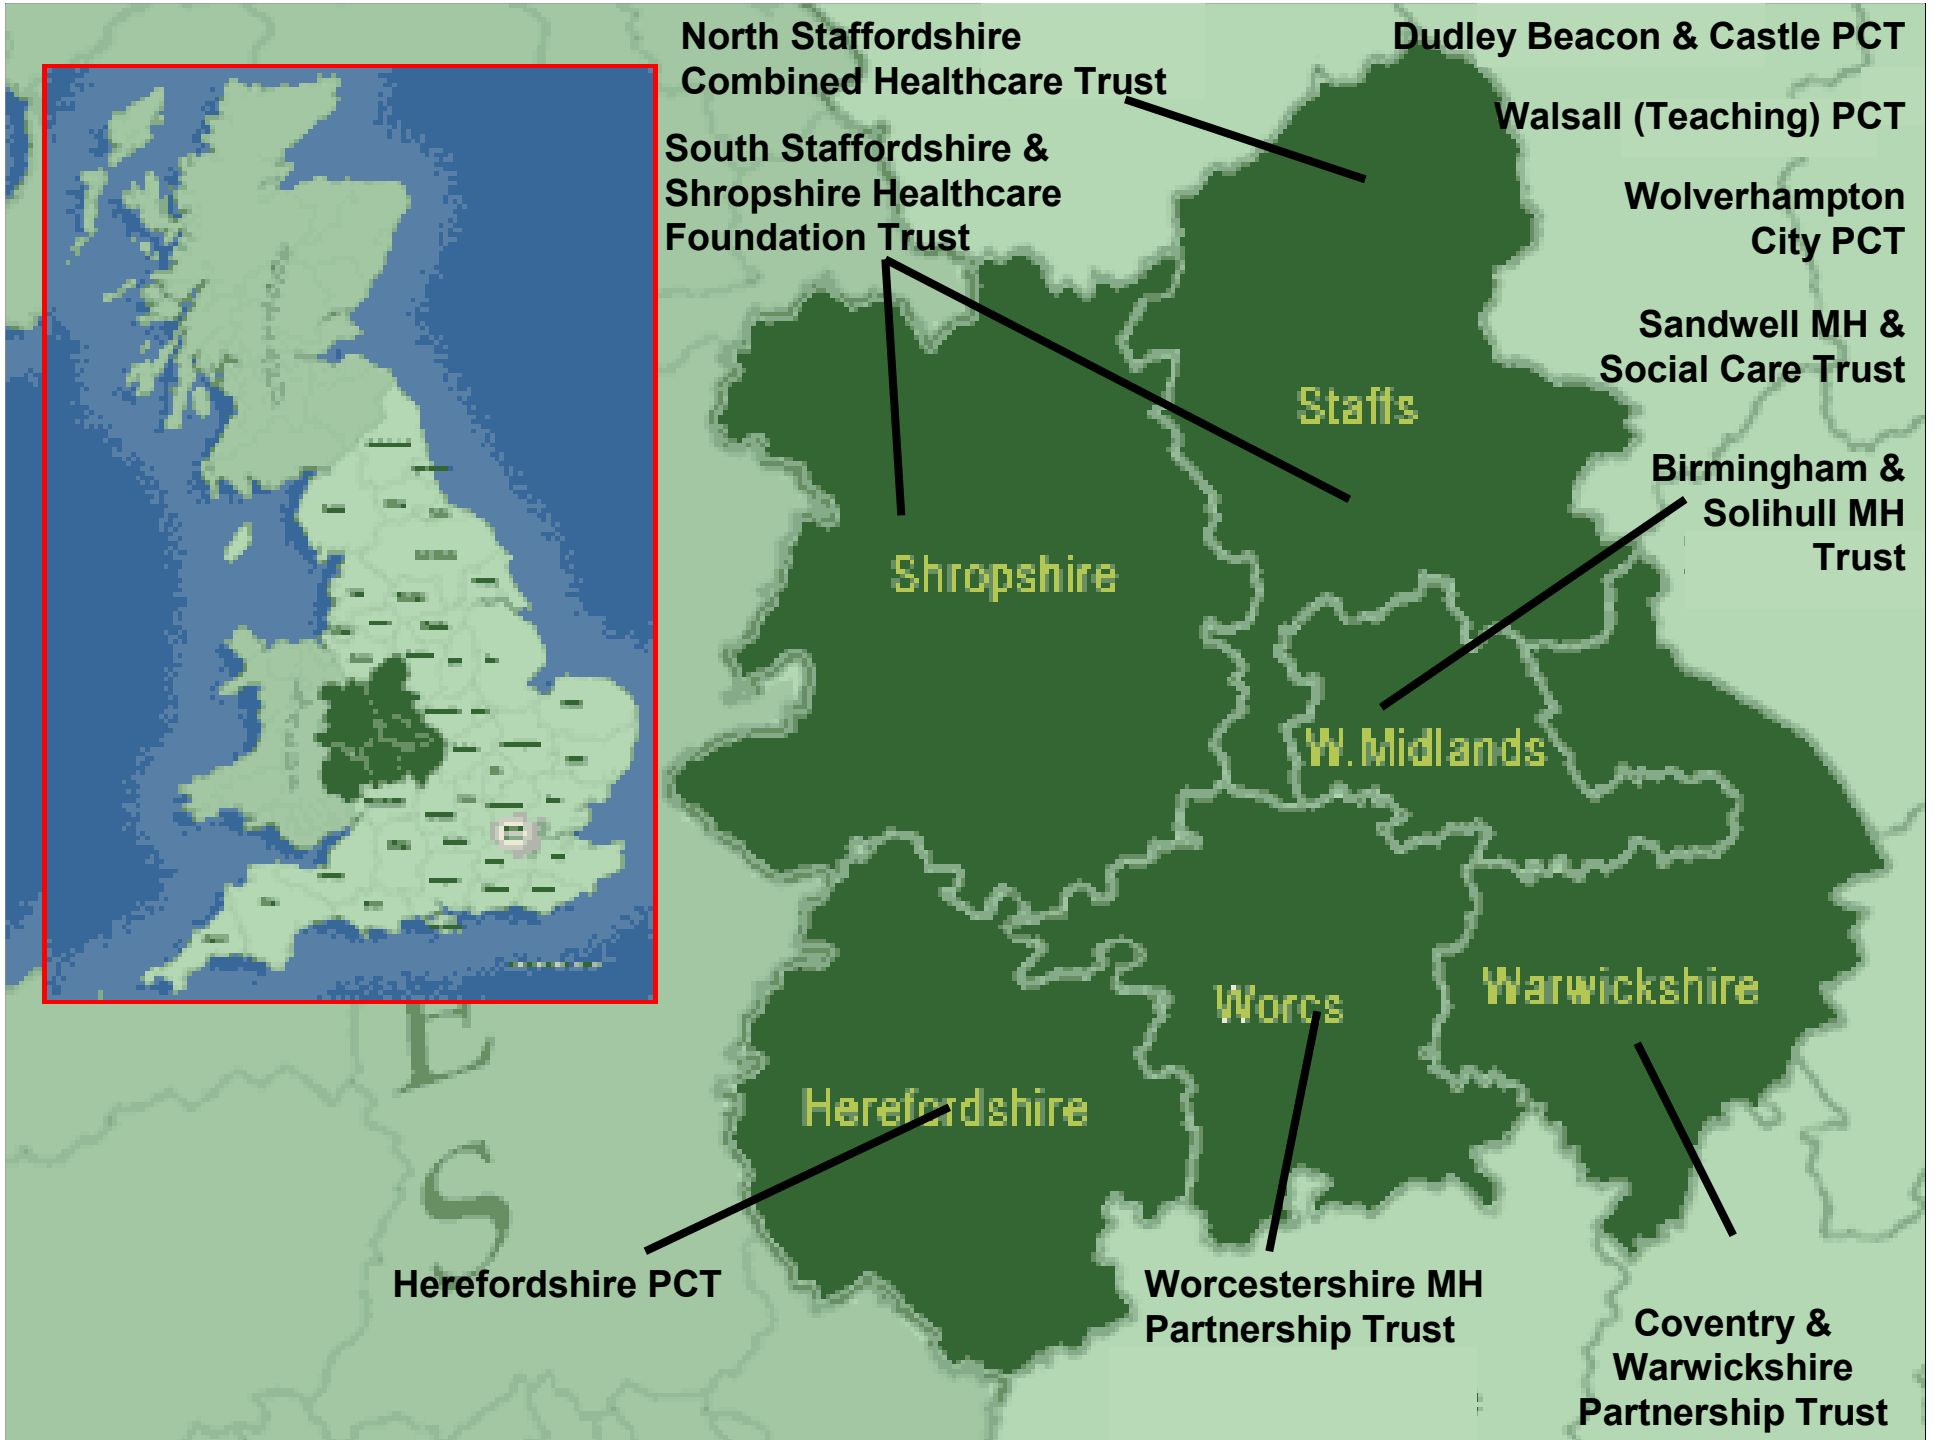 North Staffordshire
Combined Healthcare Trust
South Staffordshire &
Shropshire Healthcare
Foundation Trust
Dudley Beacon & Castle PCT
Walsall (Teaching) PCT
Wolverhampton
City PCT
Sandwell MH &
Social Care Trust
Birmingham &
Solihull MH
Trust
Staffs
Shropshire
W.Midlands
Worcs
Warwickshire
Herefordshire
E
S
Herefordshire PCT
Worcestershire MH
Partnership Trust
Coventry &
Warwickshire
Partnership Trust